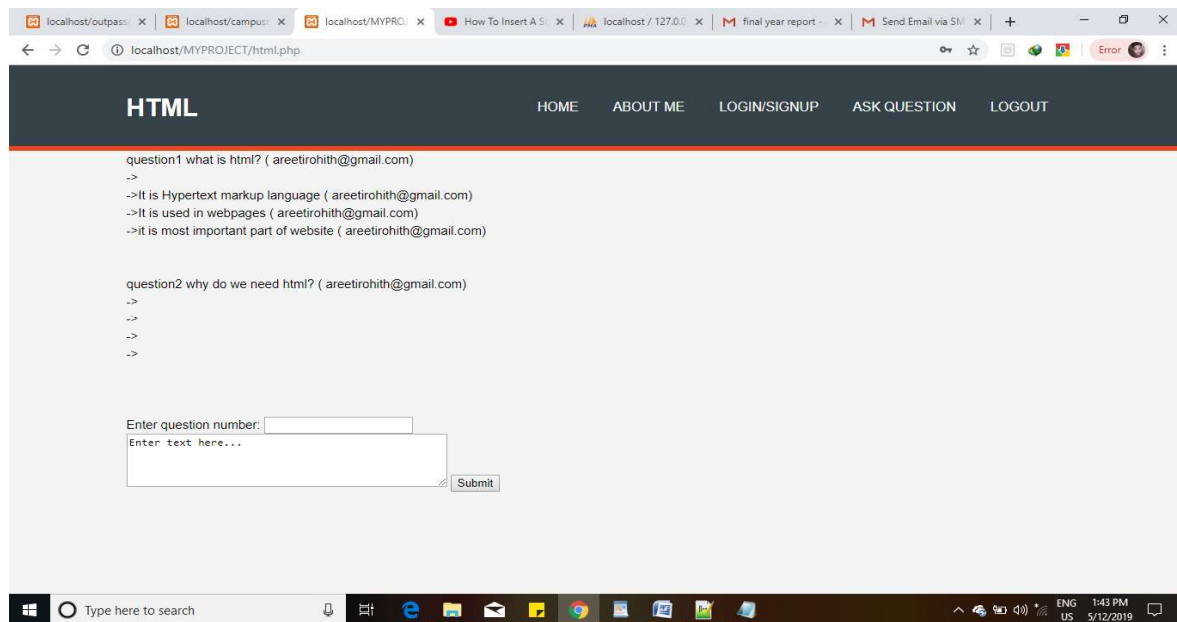 localhost/outpass
localhost/campus
localhost/MYPROJ
How To Insert A S
localhost / 127.0.0
final year report -
Send Email via SM
localhost/MYPROJECT/html.php
Error
HTML
HOME
ABOUT ME
LOGIN/SIGNUP
ASK QUESTION
LOGOUT
question1 what is html? ( areetirohith@gmail.com)
->
->It is Hypertext markup language ( areetirohith@gmail.com)
->It is used in webpages ( areetirohith@gmail.com)
->it is most important part of website ( areetirohith@gmail.com)
question2 why do we need html? ( areetirohith@gmail.com)
->
->
->
->
Enter question number:
Enter text here...
Submit
Type here to search
ENG
US
1:43 PM
5/12/2019